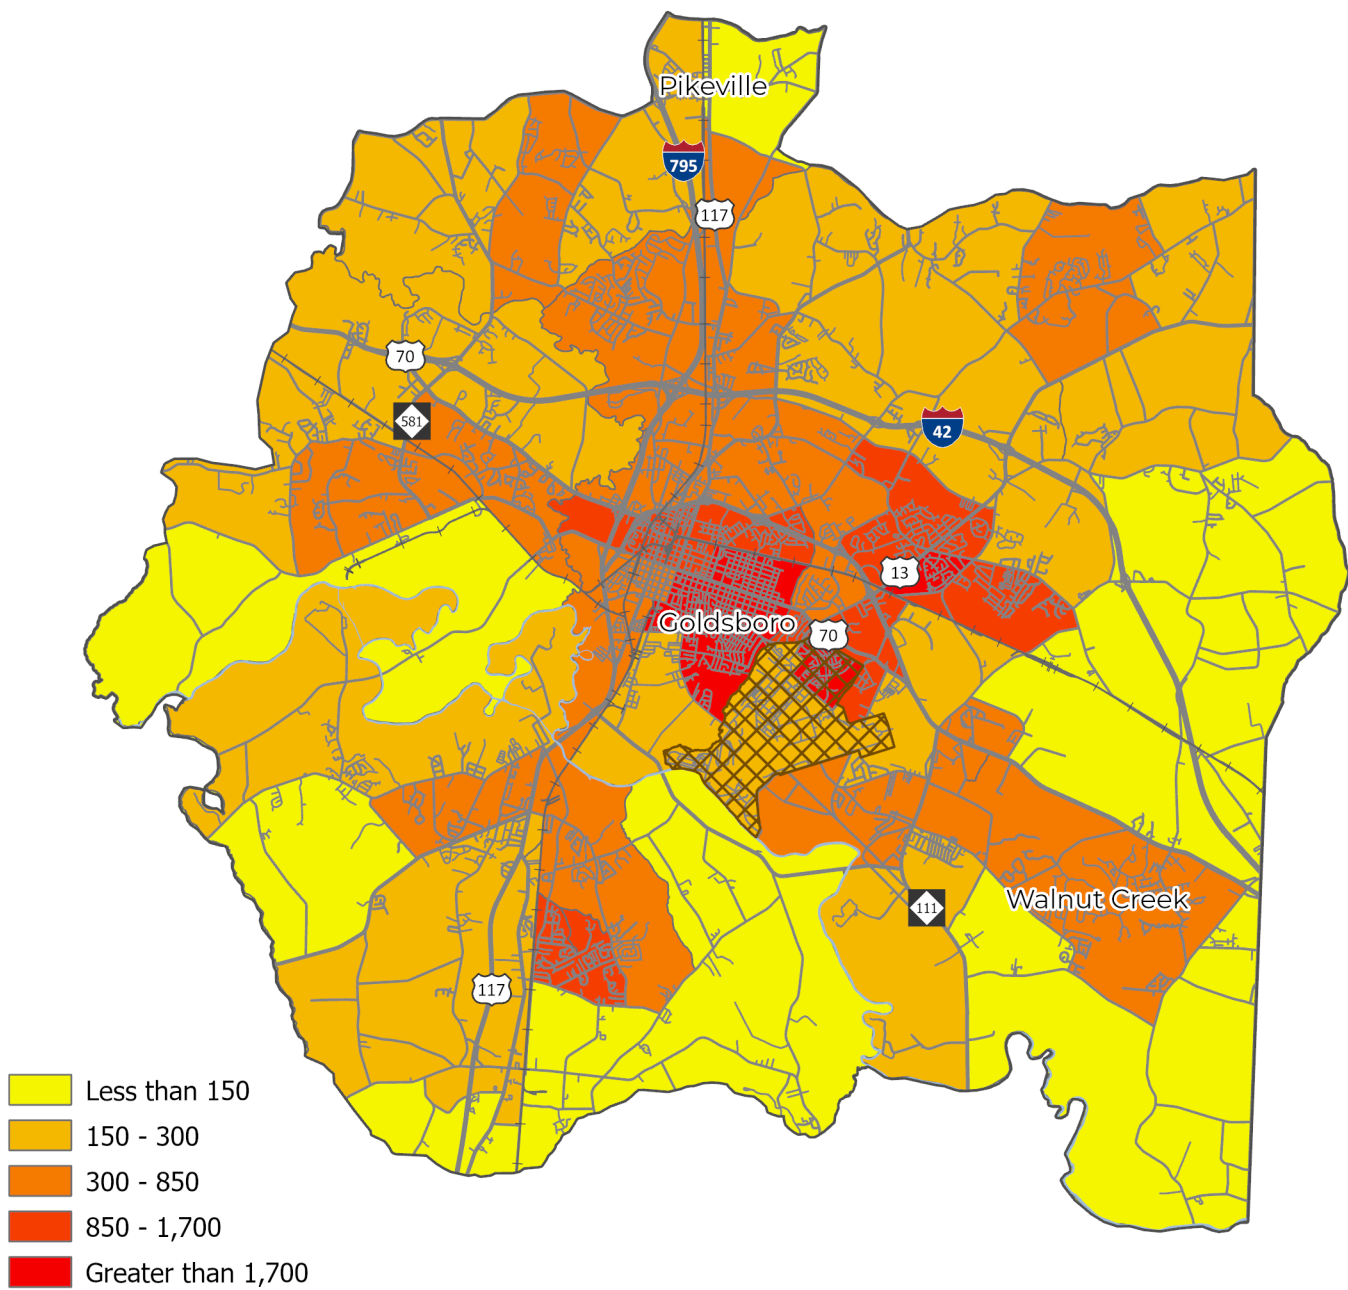 Pikeville
795
117
70
581
42
13
Goldsboro
70
Walnut Creek
111
117
Less than 150
150 - 300
300 - 850
850 - 1,700
Greater than 1,700